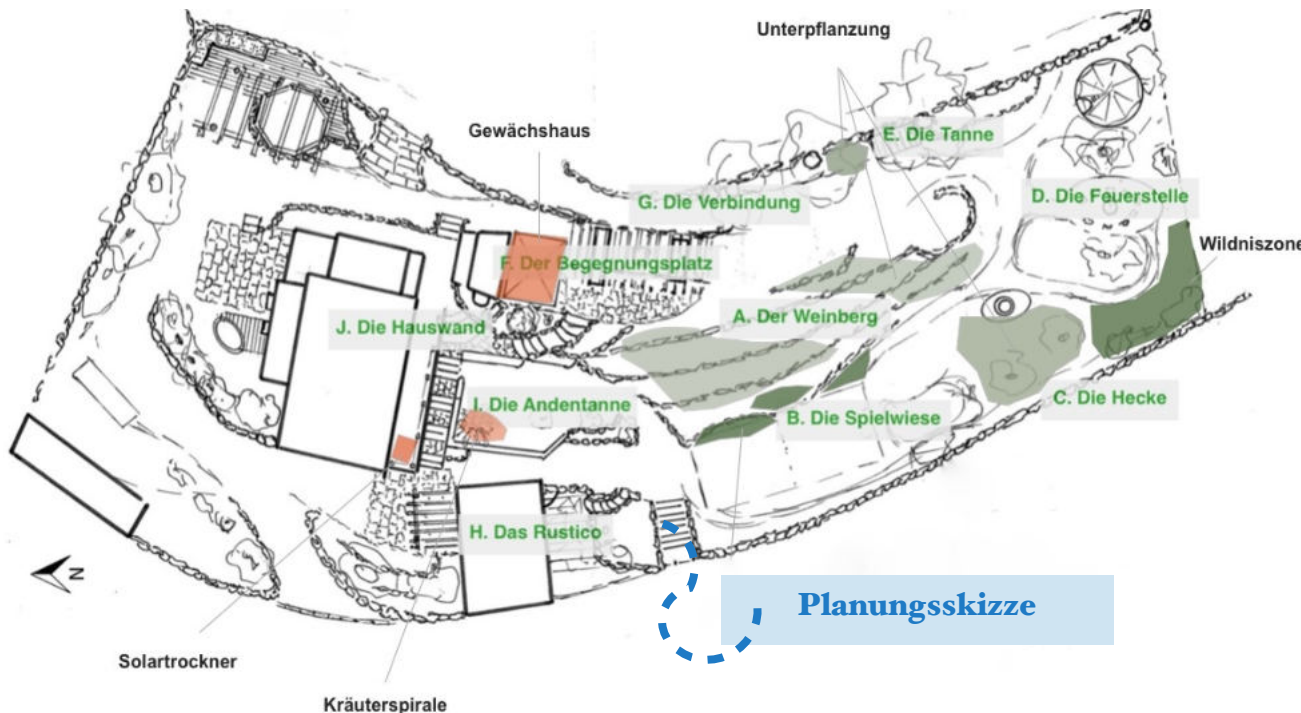 Unterpflanzung
Gewächshaus
E. Die Tanne
G. Die Verbindung
D. Die Feuerstelle
Wildniszone
F. Der Begegnungsplatz
A. Der Weinberg
J. Die Hauswand
C. Die Hecke
I. Die Andentanne
B. Die Spielwiese
H. Das Rustico
N
Planungsskizze
Solartrockner
Kräuterspirale